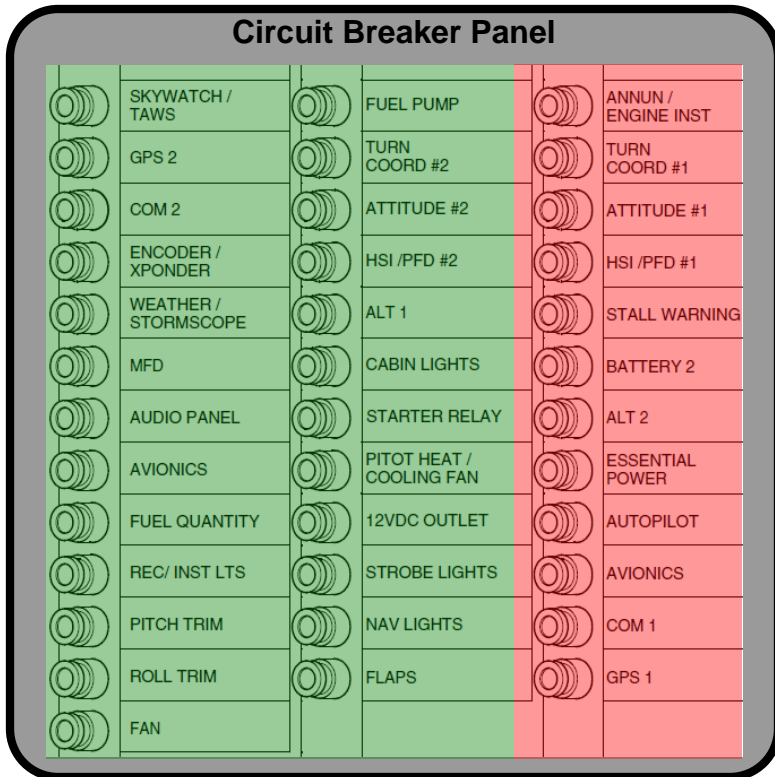 Circuit Breaker Panel
SKYWATCH /
TAWS
GPS 2
COM 2
ENCODER /
XPONDER
WEATHER /
STORMSCOPE
MFD
AUDIO PANEL
AVIONICS
FUEL QUANTITY
REC/ INST LTS
PITCH TRIM
ROLL TRIM
FAN
FUEL PUMP
TURN
COORD #2
ATTITUDE #2
HSI /PFD #2
ALT 1
CABIN LIGHTS
STARTER RELAY
PITOT HEAT /
COOLING FAN
12VDC OUTLET
STROBE LIGHTS
NAV LIGHTS
FLAPS
ANNUN /
ENGINE INST
TURN
COORD #1
ATTITUDE #1
HSI /PFD #1
STALL WARNING
BATTERY 2
ALT 2
ESSENTIAL
POWER
AUTOPILOT
AVIONICS
COM 1
GPS 1